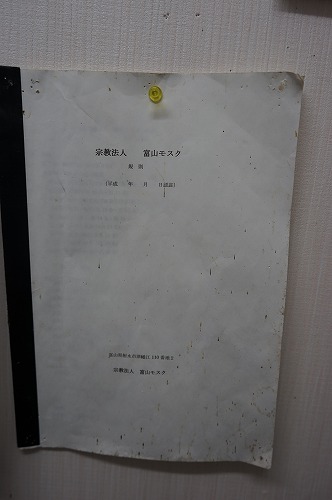 宗教法人 富山モスク
規 則
(平成 年 月 日認証)
宗教法人 富山モスク